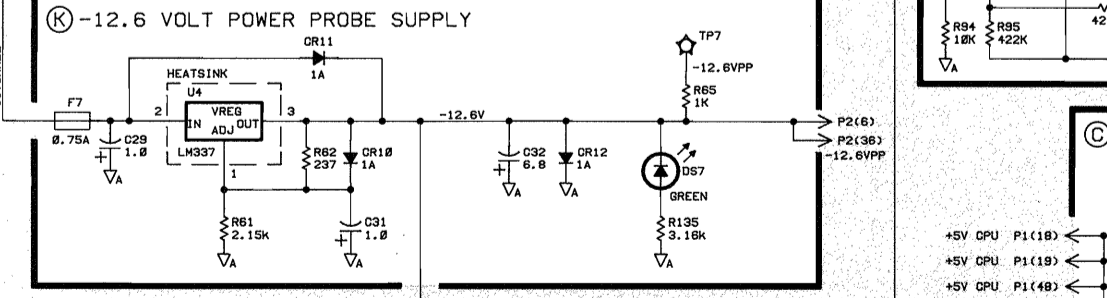 K -12.6 VOLT POWER PROBE SUPPLY
CR11
1A
HEATSINK
U4
F7
0.75A
2
IN
VREG
ADJ
OUT
3
LM337
1
C29
+ 1.0
R62
237
CR10
1A
R61
2.15k
C31
+ 1.0
A
A
A
-12.6V
C32
+ 6.8
CR12
1A
A
A
TP7
-12.6VPP
R65
1K
DS7
GREEN
R135
3.16k
A
P2(6)
P2(36)
-12.6VPP
R94
10K
R95
422K
42
A
C
+5V CPU P1(18)
+5V CPU P1(19)
+5V CPU P1(48)